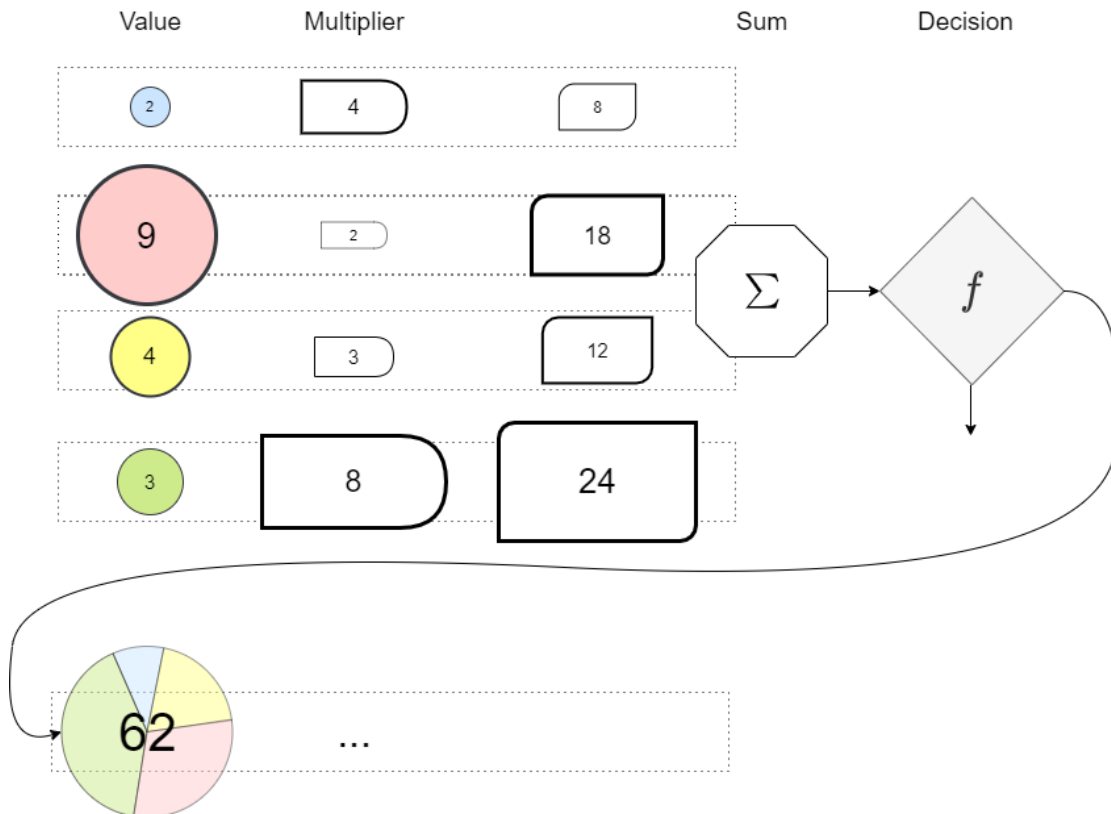 Value Multiplier Sum Decision
2 4 8
9 2 18
Σ f
4 3 12
3 8 24
62 ...